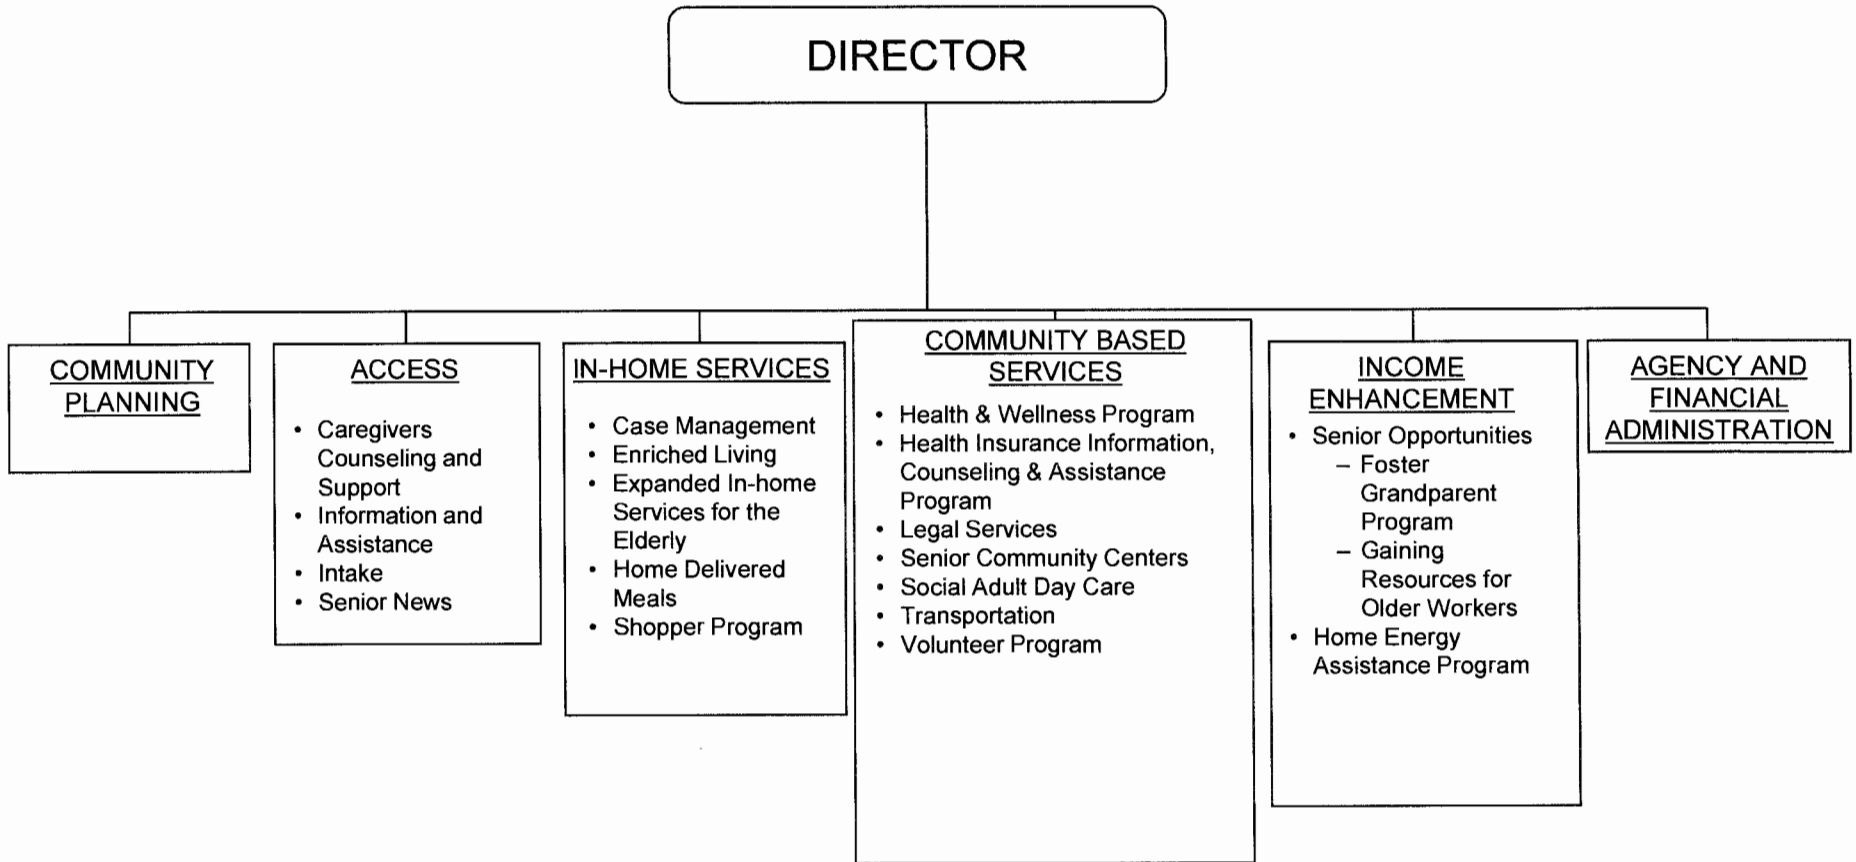 DIRECTOR
COMMUNITY
PLANNING
ACCESS
• Caregivers
Counseling and
Support
• Information and
Assistance
• Intake
• Senior News
IN-HOME SERVICES
• Case Management
• Enriched Living
• Expanded In-home
Services for the
Elderly
• Home Delivered
Meals
• Shopper Program
COMMUNITY BASED
SERVICES
• Health & Wellness Program
• Health Insurance Information,
Counseling & Assistance
Program
• Legal Services
• Senior Community Centers
• Social Adult Day Care
• Transportation
• Volunteer Program
INCOME
ENHANCEMENT
• Senior Opportunities
– Foster
Grandparent
Program
– Gaining
Resources for
Older Workers
• Home Energy
Assistance Program
AGENCY AND
FINANCIAL
ADMINISTRATION